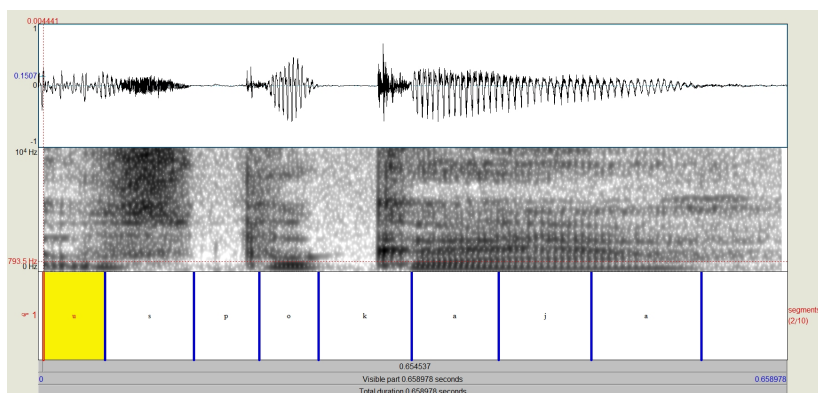 0.004441
1
0.1507
0
-1
10⁴ Hz
793.5 Hz
0 Hz
☞ 1
u s p o k a j a
segments
(2/10)
0.654537
0 Visible part 0.658978 seconds 0.658978
Total duration 0.658978 seconds